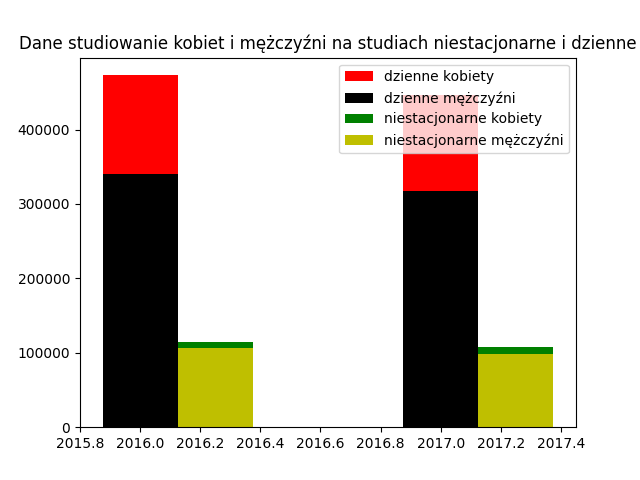 Dane studiowanie kobiet i mężczyźni na studiach niestacjonarne i dzienne
dzienne kobiety
dzienne mężczyźni
niestacjonarne kobiety
niestacjonarne mężczyźni
400000
300000
200000
100000
0
2015.8 2016.0 2016.2 2016.4 2016.6 2016.8 2017.0 2017.2 2017.4